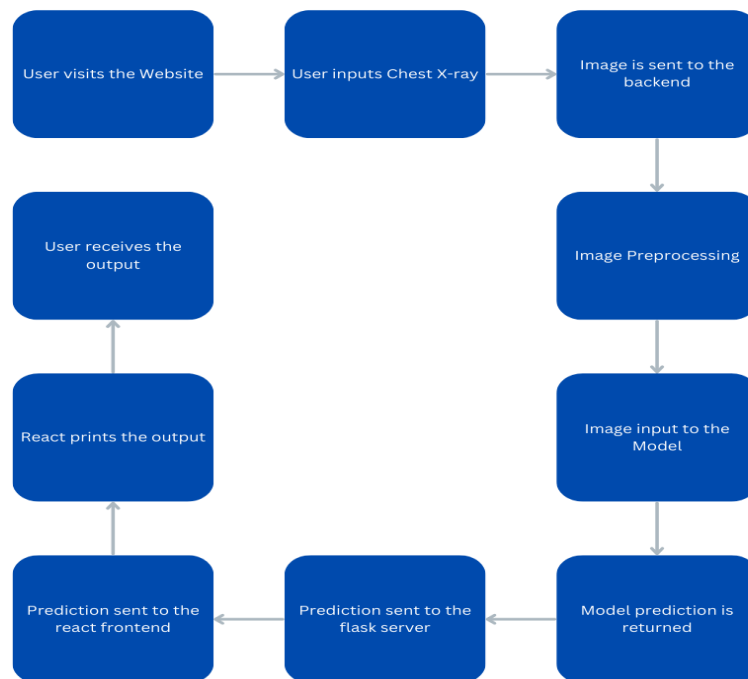 User visits the Website
User inputs Chest X-ray
Image is sent to the
backend
Image Preprocessing
Image input to the
Model
Model prediction is
returned
Prediction sent to the
flask server
Prediction sent to the
react frontend
React prints the output
User receives the
output